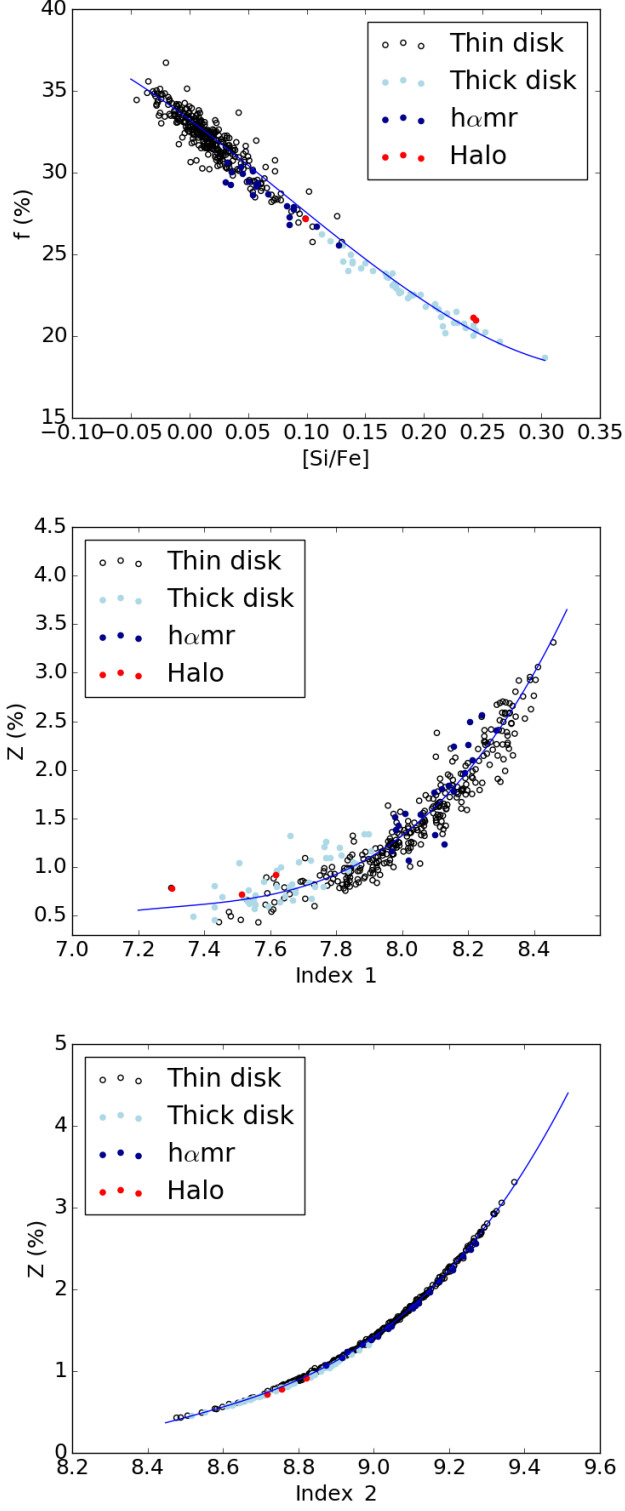 40
35
30
25
20
15
f (%)
Thin disk
Thick disk
hαmr
Halo
−0.10 −0.05 0.00 0.05 0.10 0.15 0.20 0.25 0.30 0.35
[Si/Fe]
4.5
4.0
3.5
3.0
2.5
2.0
1.5
1.0
0.5
Z (%)
Thin disk
Thick disk
hαmr
Halo
7.0 7.2 7.4 7.6 7.8 8.0 8.2 8.4
Index 1
5
4
3
2
1
0
Z (%)
Thin disk
Thick disk
hαmr
Halo
8.2 8.4 8.6 8.8 9.0 9.2 9.4 9.6
Index 2